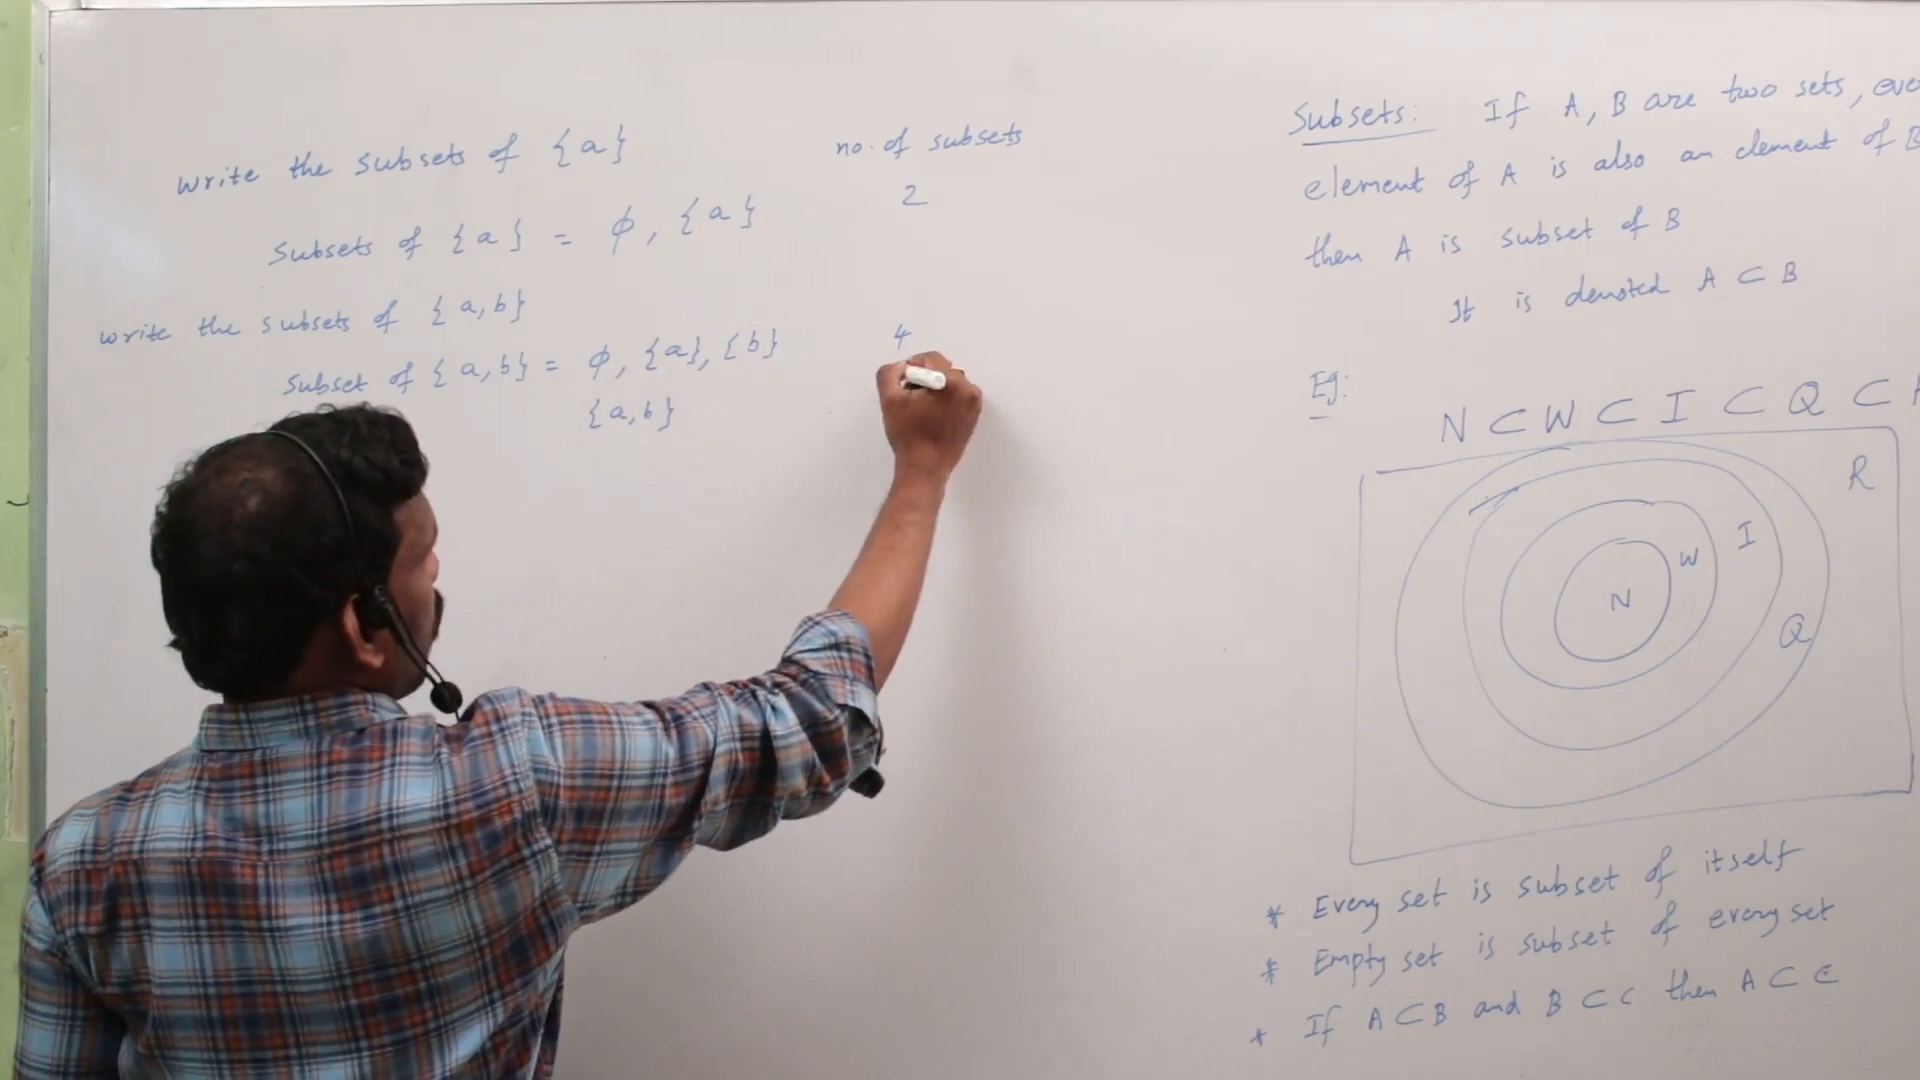 write the subsets of {a}
no. of subsets
subsets of {a} = ϕ, {a}
2
write the subsets of {a,b}
subset of {a,b} = ϕ, {a}, {b}
4
{a,b}
Subsets: If A, B are two sets,
element of A is also an element of B
then A is subset of B
It is denoted A ⊂ B
Eg:
N ⊂ W ⊂ I ⊂ Q ⊂
R
I
W
N
Q
* Every set is subset of itself
* Empty set is subset of every set
* If A ⊂ B and B ⊂ C then A ⊂ C